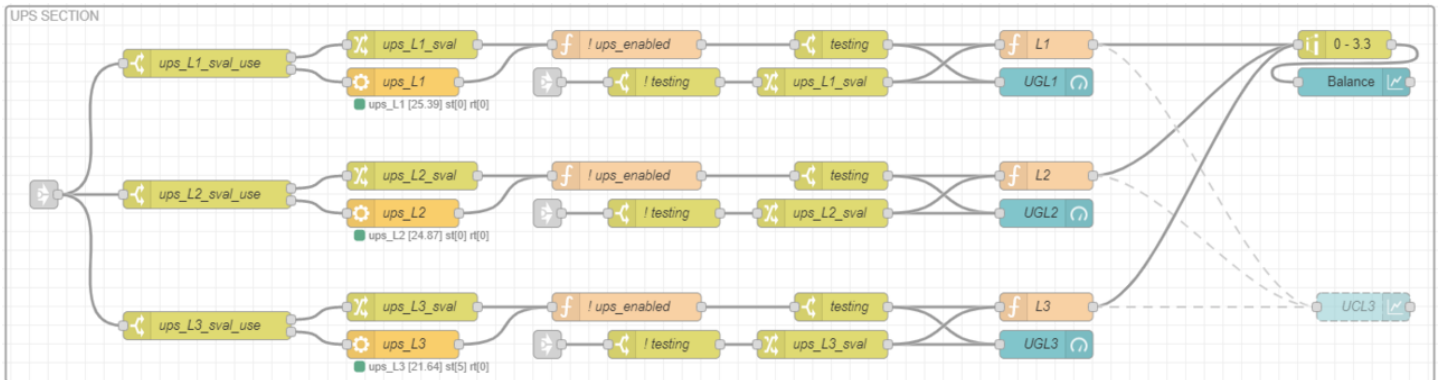 UPS SECTION
ups_L1_sval_use
ups_L1_sval
! ups_enabled
testing
L1
0 - 3.3
ups_L1
! testing
ups_L1_sval
UGL1
Balance
ups_L1 [25.39] st[0] rt[0]
ups_L2_sval_use
ups_L2_sval
! ups_enabled
testing
L2
ups_L2
! testing
ups_L2_sval
UGL2
ups_L2 [24.87] st[0] rt[0]
ups_L3_sval_use
ups_L3_sval
! ups_enabled
testing
L3
UCL3
ups_L3
! testing
ups_L3_sval
UGL3
ups_L3 [21.64] st[5] rt[0]